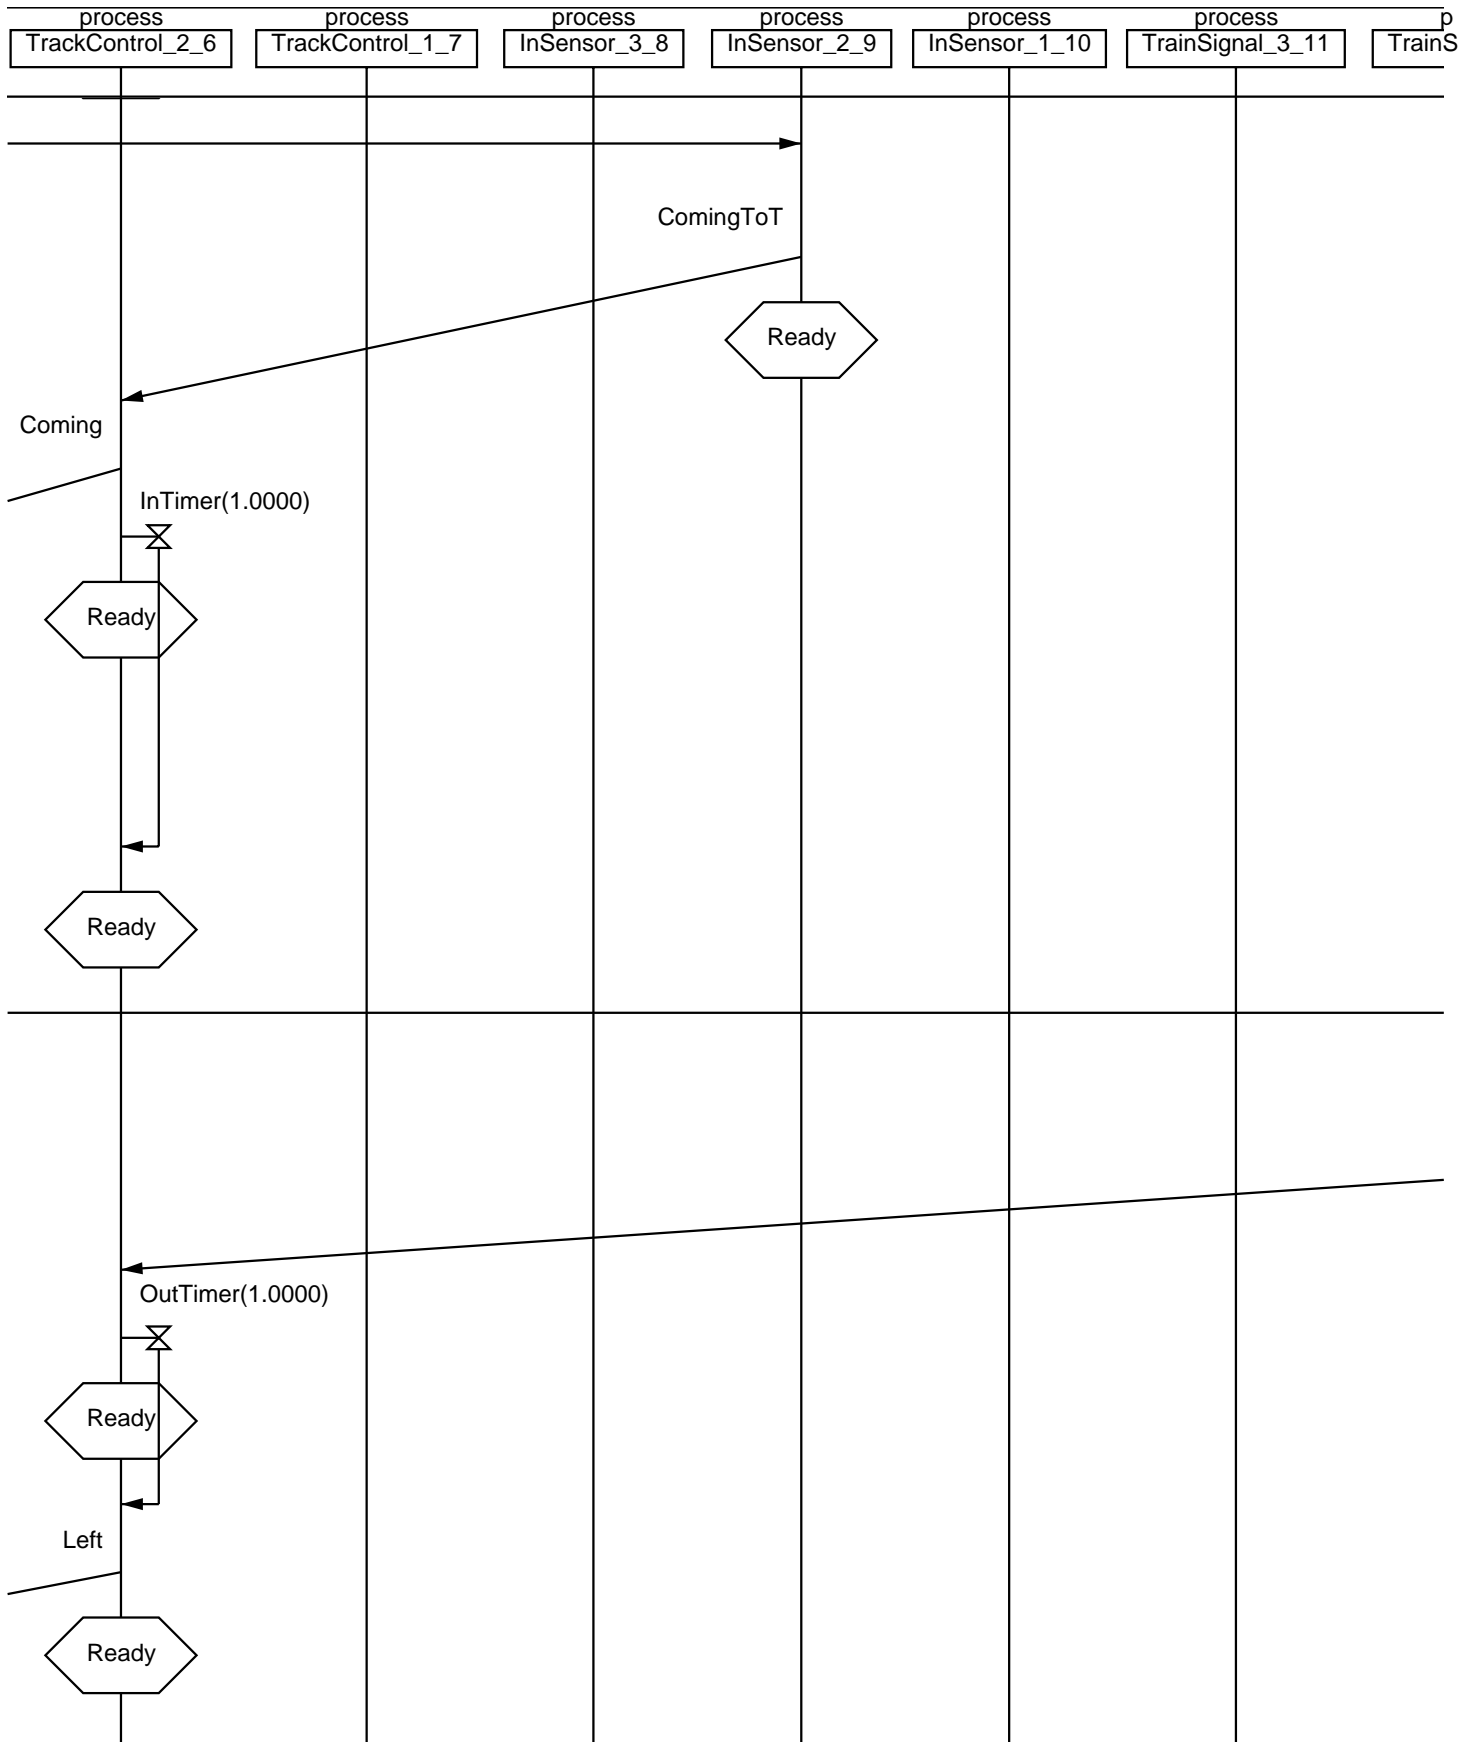 process process process process process process p
TrackControl_2_6 TrackControl_1_7 InSensor_3_8 InSensor_2_9 InSensor_1_10 TrainSignal_3_11 TrainS
ComingToT
Ready
Coming
InTimer(1.0000)
Ready
Ready
OutTimer(1.0000)
Ready
Left
Ready